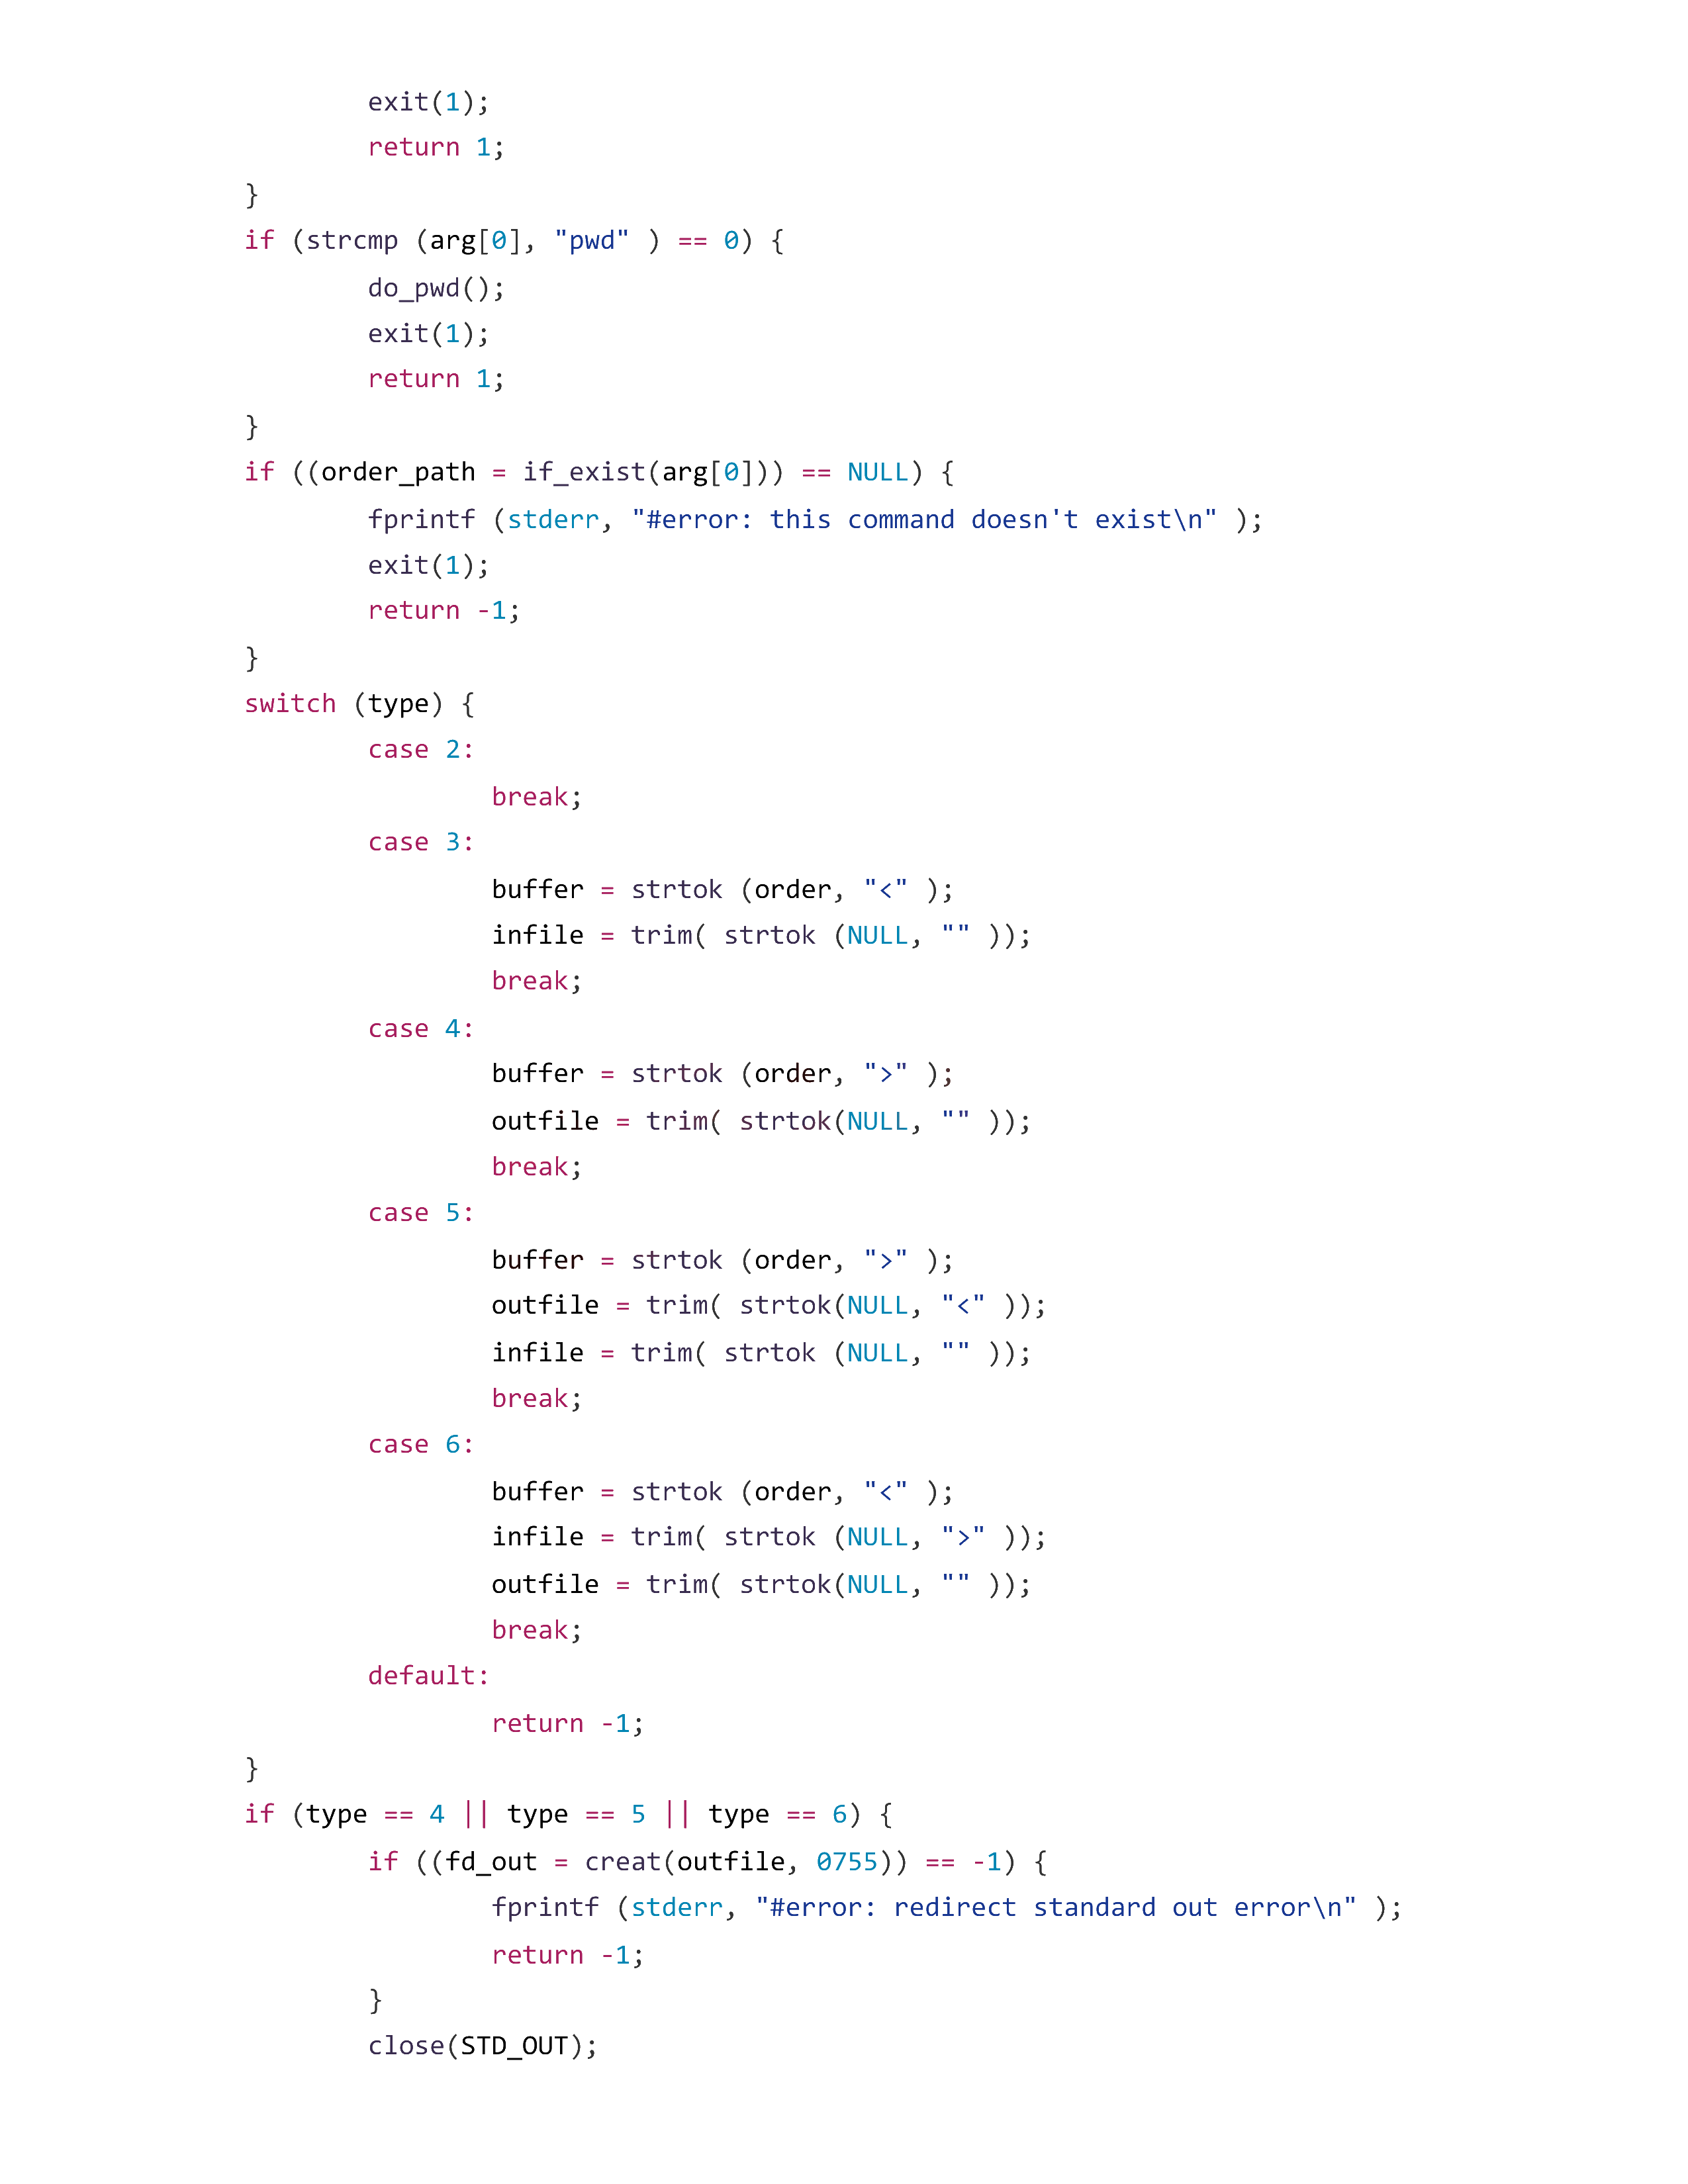 exit(1);
return 1;
}
if (strcmp (arg[0], "pwd" ) == 0) {
do_pwd();
exit(1);
return 1;
}
if ((order_path = if_exist(arg[0])) == NULL) {
fprintf (stderr, "#error: this command doesn't exist\n" );
exit(1);
return -1;
}
switch (type) {
case 2:
break;
case 3:
buffer = strtok (order, "<" );
infile = trim( strtok (NULL, "" ));
break;
case 4:
buffer = strtok (order, ">" );
outfile = trim( strtok(NULL, "" ));
break;
case 5:
buffer = strtok (order, ">" );
outfile = trim( strtok(NULL, "<" ));
infile = trim( strtok (NULL, "" ));
break;
case 6:
buffer = strtok (order, "<" );
infile = trim( strtok (NULL, ">" ));
outfile = trim( strtok(NULL, "" ));
break;
default:
return -1;
}
if (type == 4 || type == 5 || type == 6) {
if ((fd_out = creat(outfile, 0755)) == -1) {
fprintf (stderr, "#error: redirect standard out error\n" );
return -1;
}
close(STD_OUT);